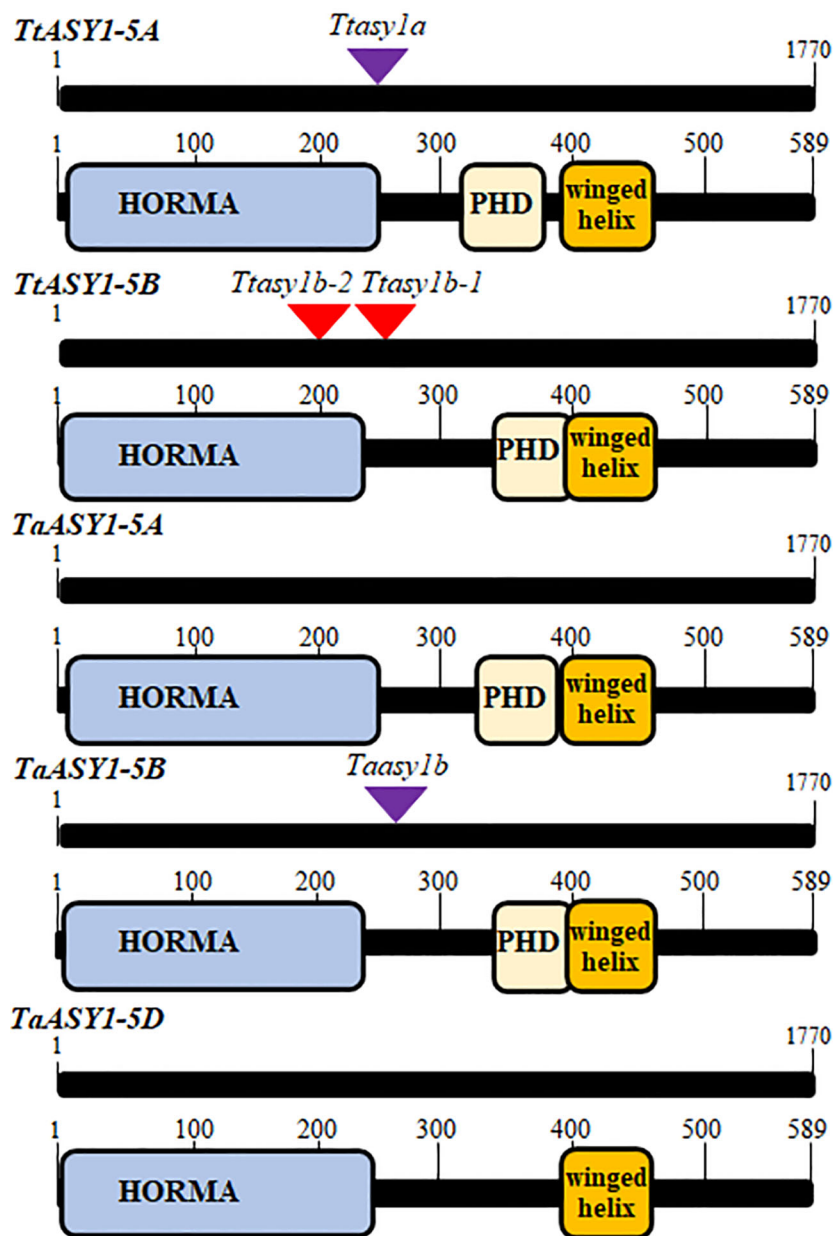 TtASY1-5A
Ttasy1a
1 1770
1 100 200 300 400 500 589
HORMA PHD winged
helix
TtASY1-5B
Ttasy1b-2 Ttasy1b-1
1 1770
1 100 200 300 400 500 589
HORMA PHD winged
helix
TaASY1-5A
1 1770
1 100 200 300 400 500 589
HORMA PHD winged
helix
TaASY1-5B
Taasy1b
1 1770
1 100 200 300 400 500 589
HORMA PHD winged
helix
TaASY1-5D
1 1770
1 100 200 300 400 500 589
HORMA winged
helix